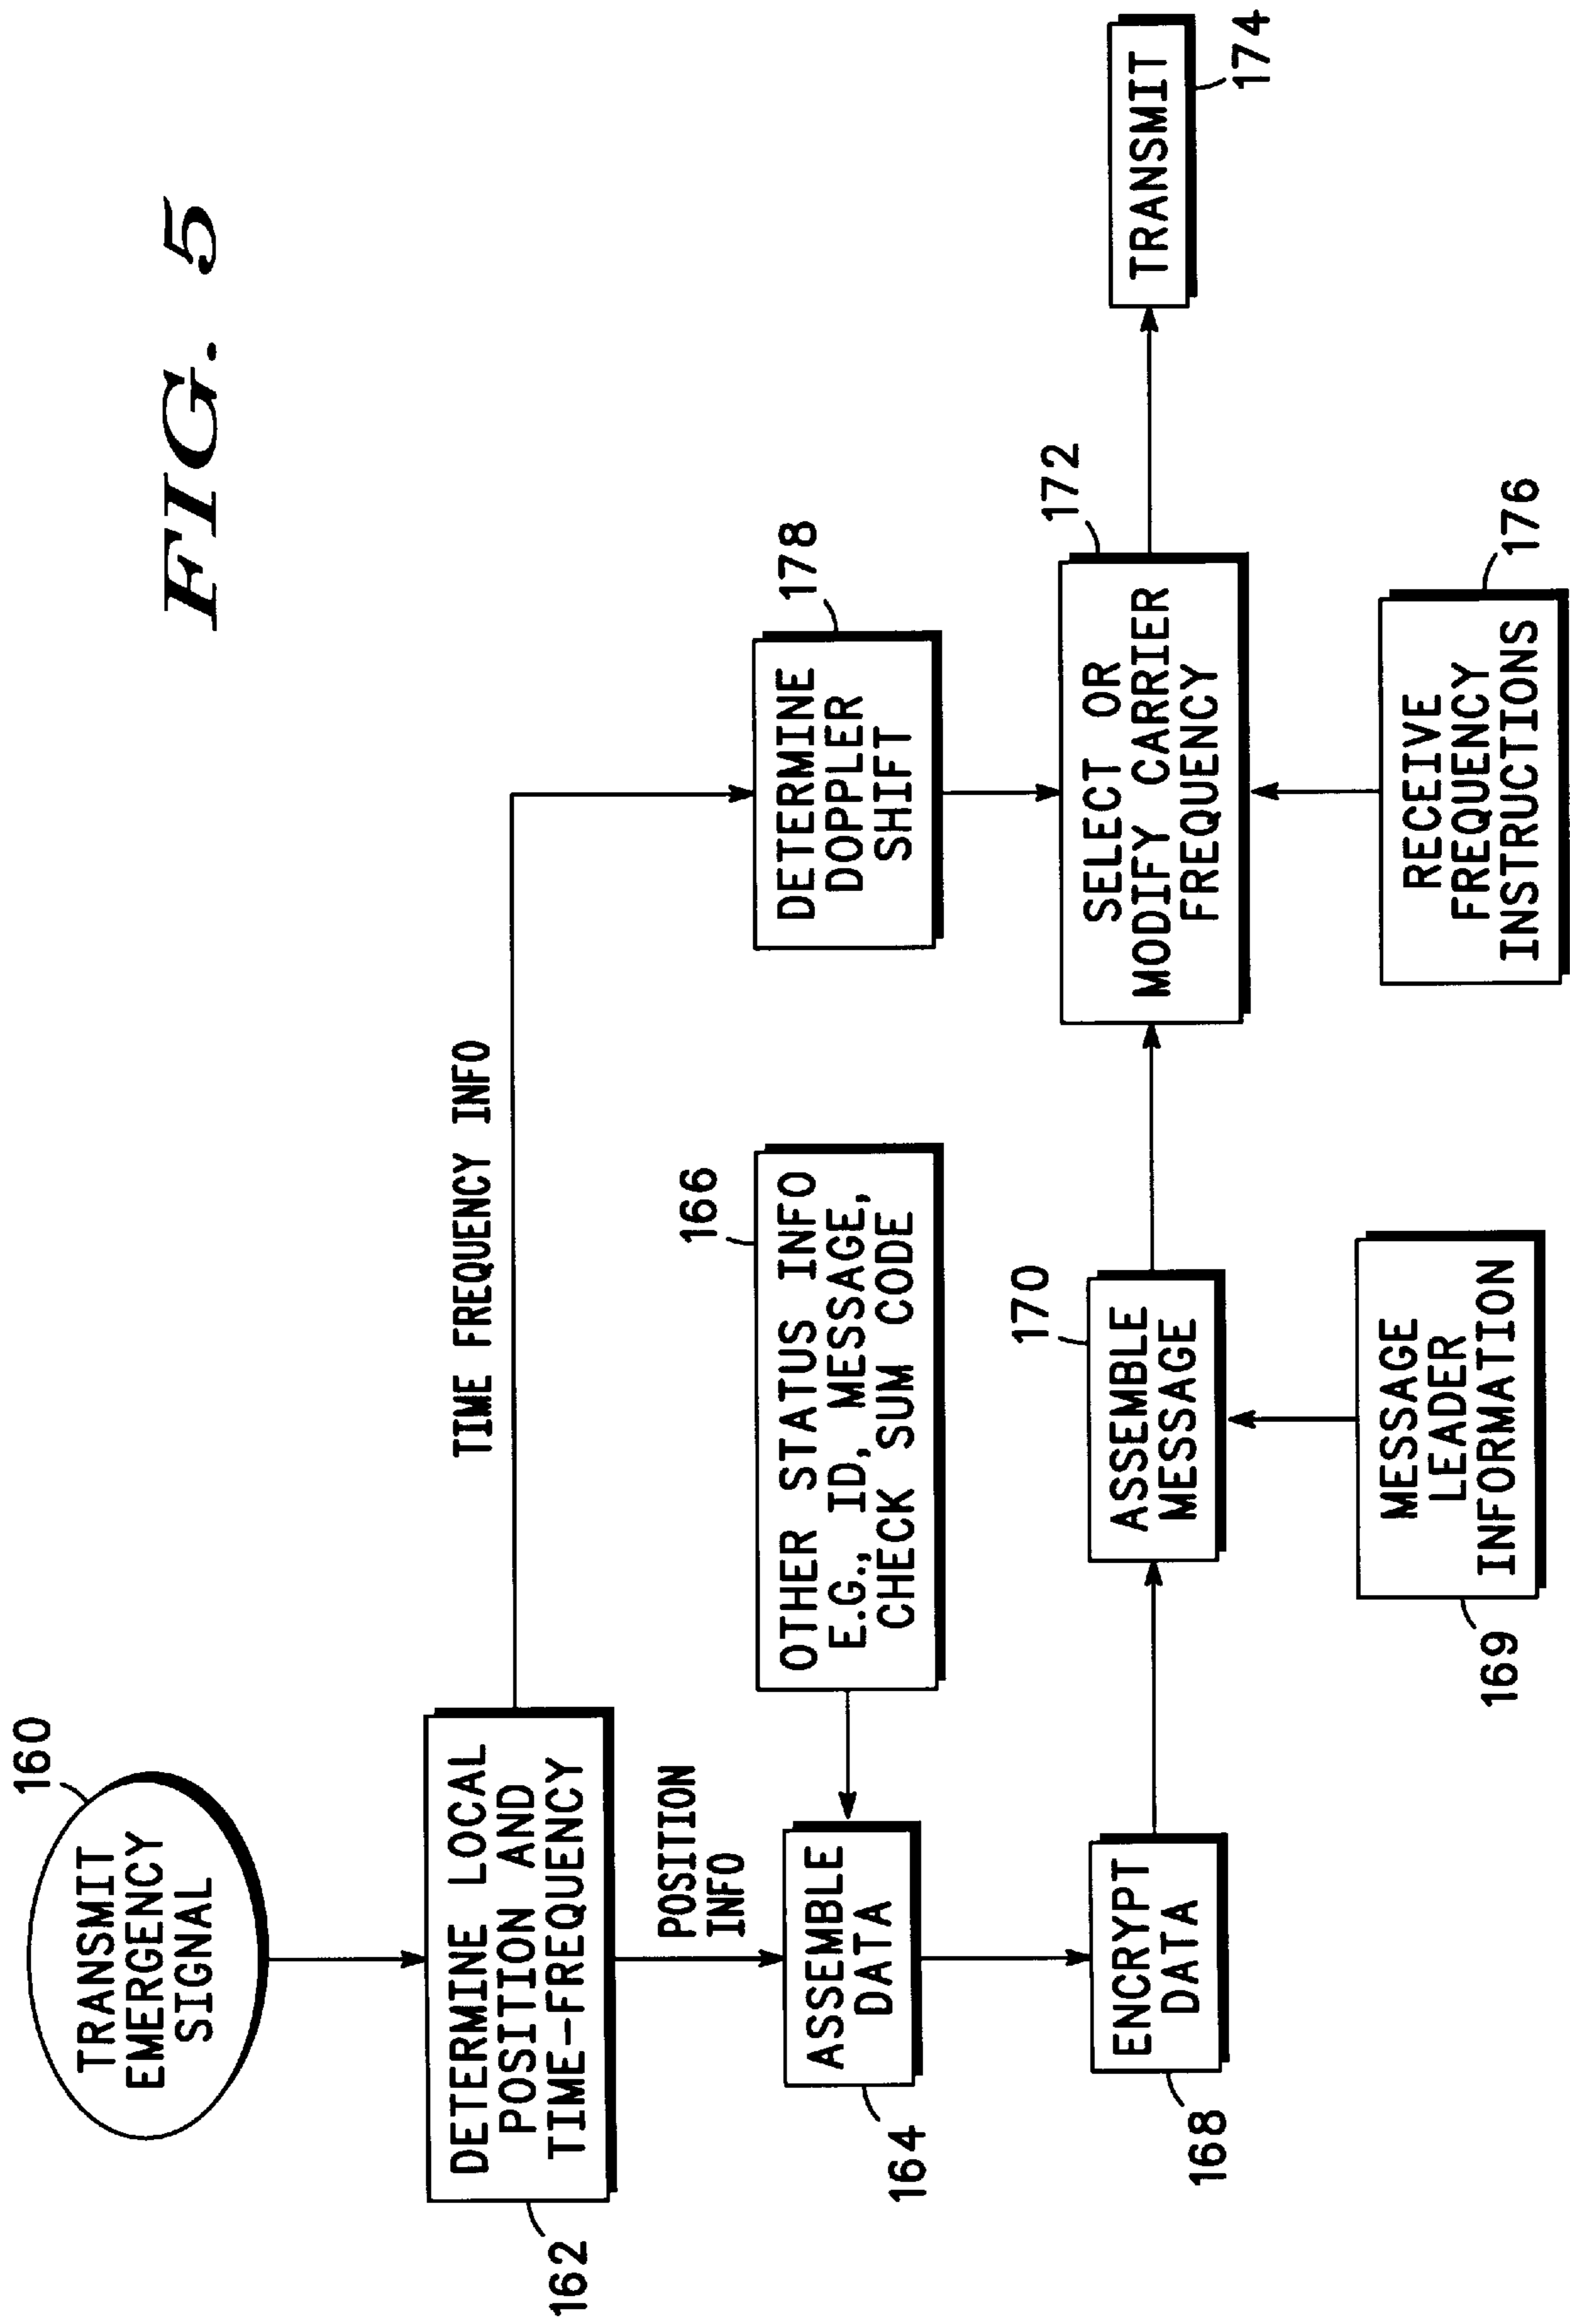 FIG. 5
160
TRANSMIT
EMERGENCY
SIGNAL
162
DETERMINE LOCAL
POSITION AND
TIME-FREQUENCY
TIME FREQUENCY INFO
POSITION
INFO
164
ASSEMBLE
DATA
166
OTHER STATUS INFO
E.G., ID, MESSAGE,
CHECK SUM CODE
178
DETERMINE
DOPPLER
SHIFT
168
ENCRYPT
DATA
170
ASSEMBLE
MESSAGE
172
SELECT OR
MODIFY CARRIER
FREQUENCY
TRANSMIT
174
169
MESSAGE
LEADER
INFORMATION
176
RECEIVE
FREQUENCY
INSTRUCTIONS